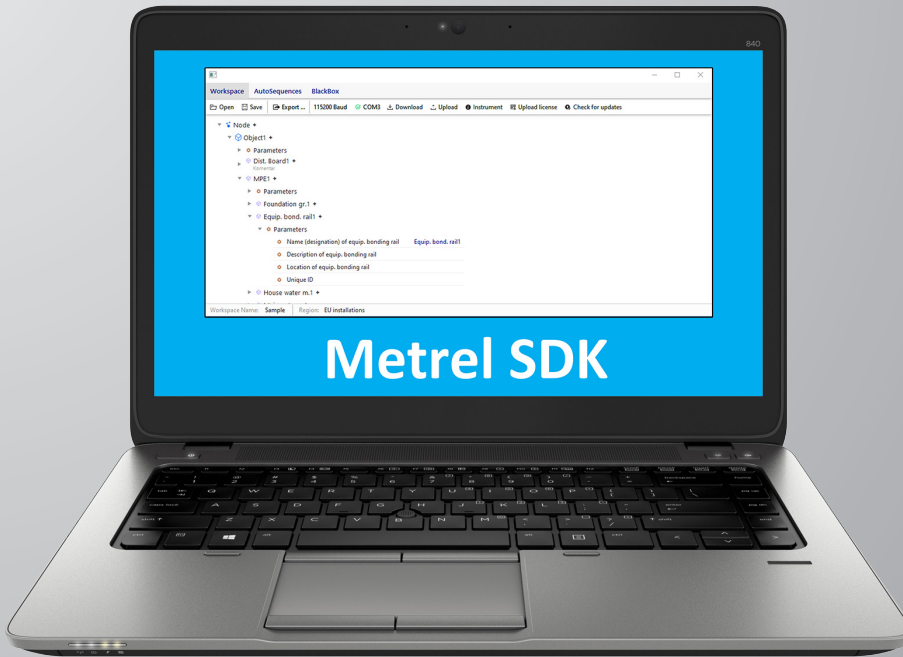 840
Workspace AutoSequences BlackBox
Open Save Export ... 115200 Baud COM3 Download Upload Instrument Upload license Check for updates
Node +
Object1 +
Parameters
Dist. Board1 +
Komentar
MPE1 +
Parameters
Foundation gr.1 +
Equip. bond. rail1 +
Parameters
Name (designation) of equip. bonding rail Equip. bond. rail1
Description of equip. bonding rail
Location of equip. bonding rail
Unique ID
House water m.1 +
Workspace Name: Sample Region: EU installations
Metrel SDK
Q W E R T Y U I O P
A S D F G H J K L
Z X C V B N M